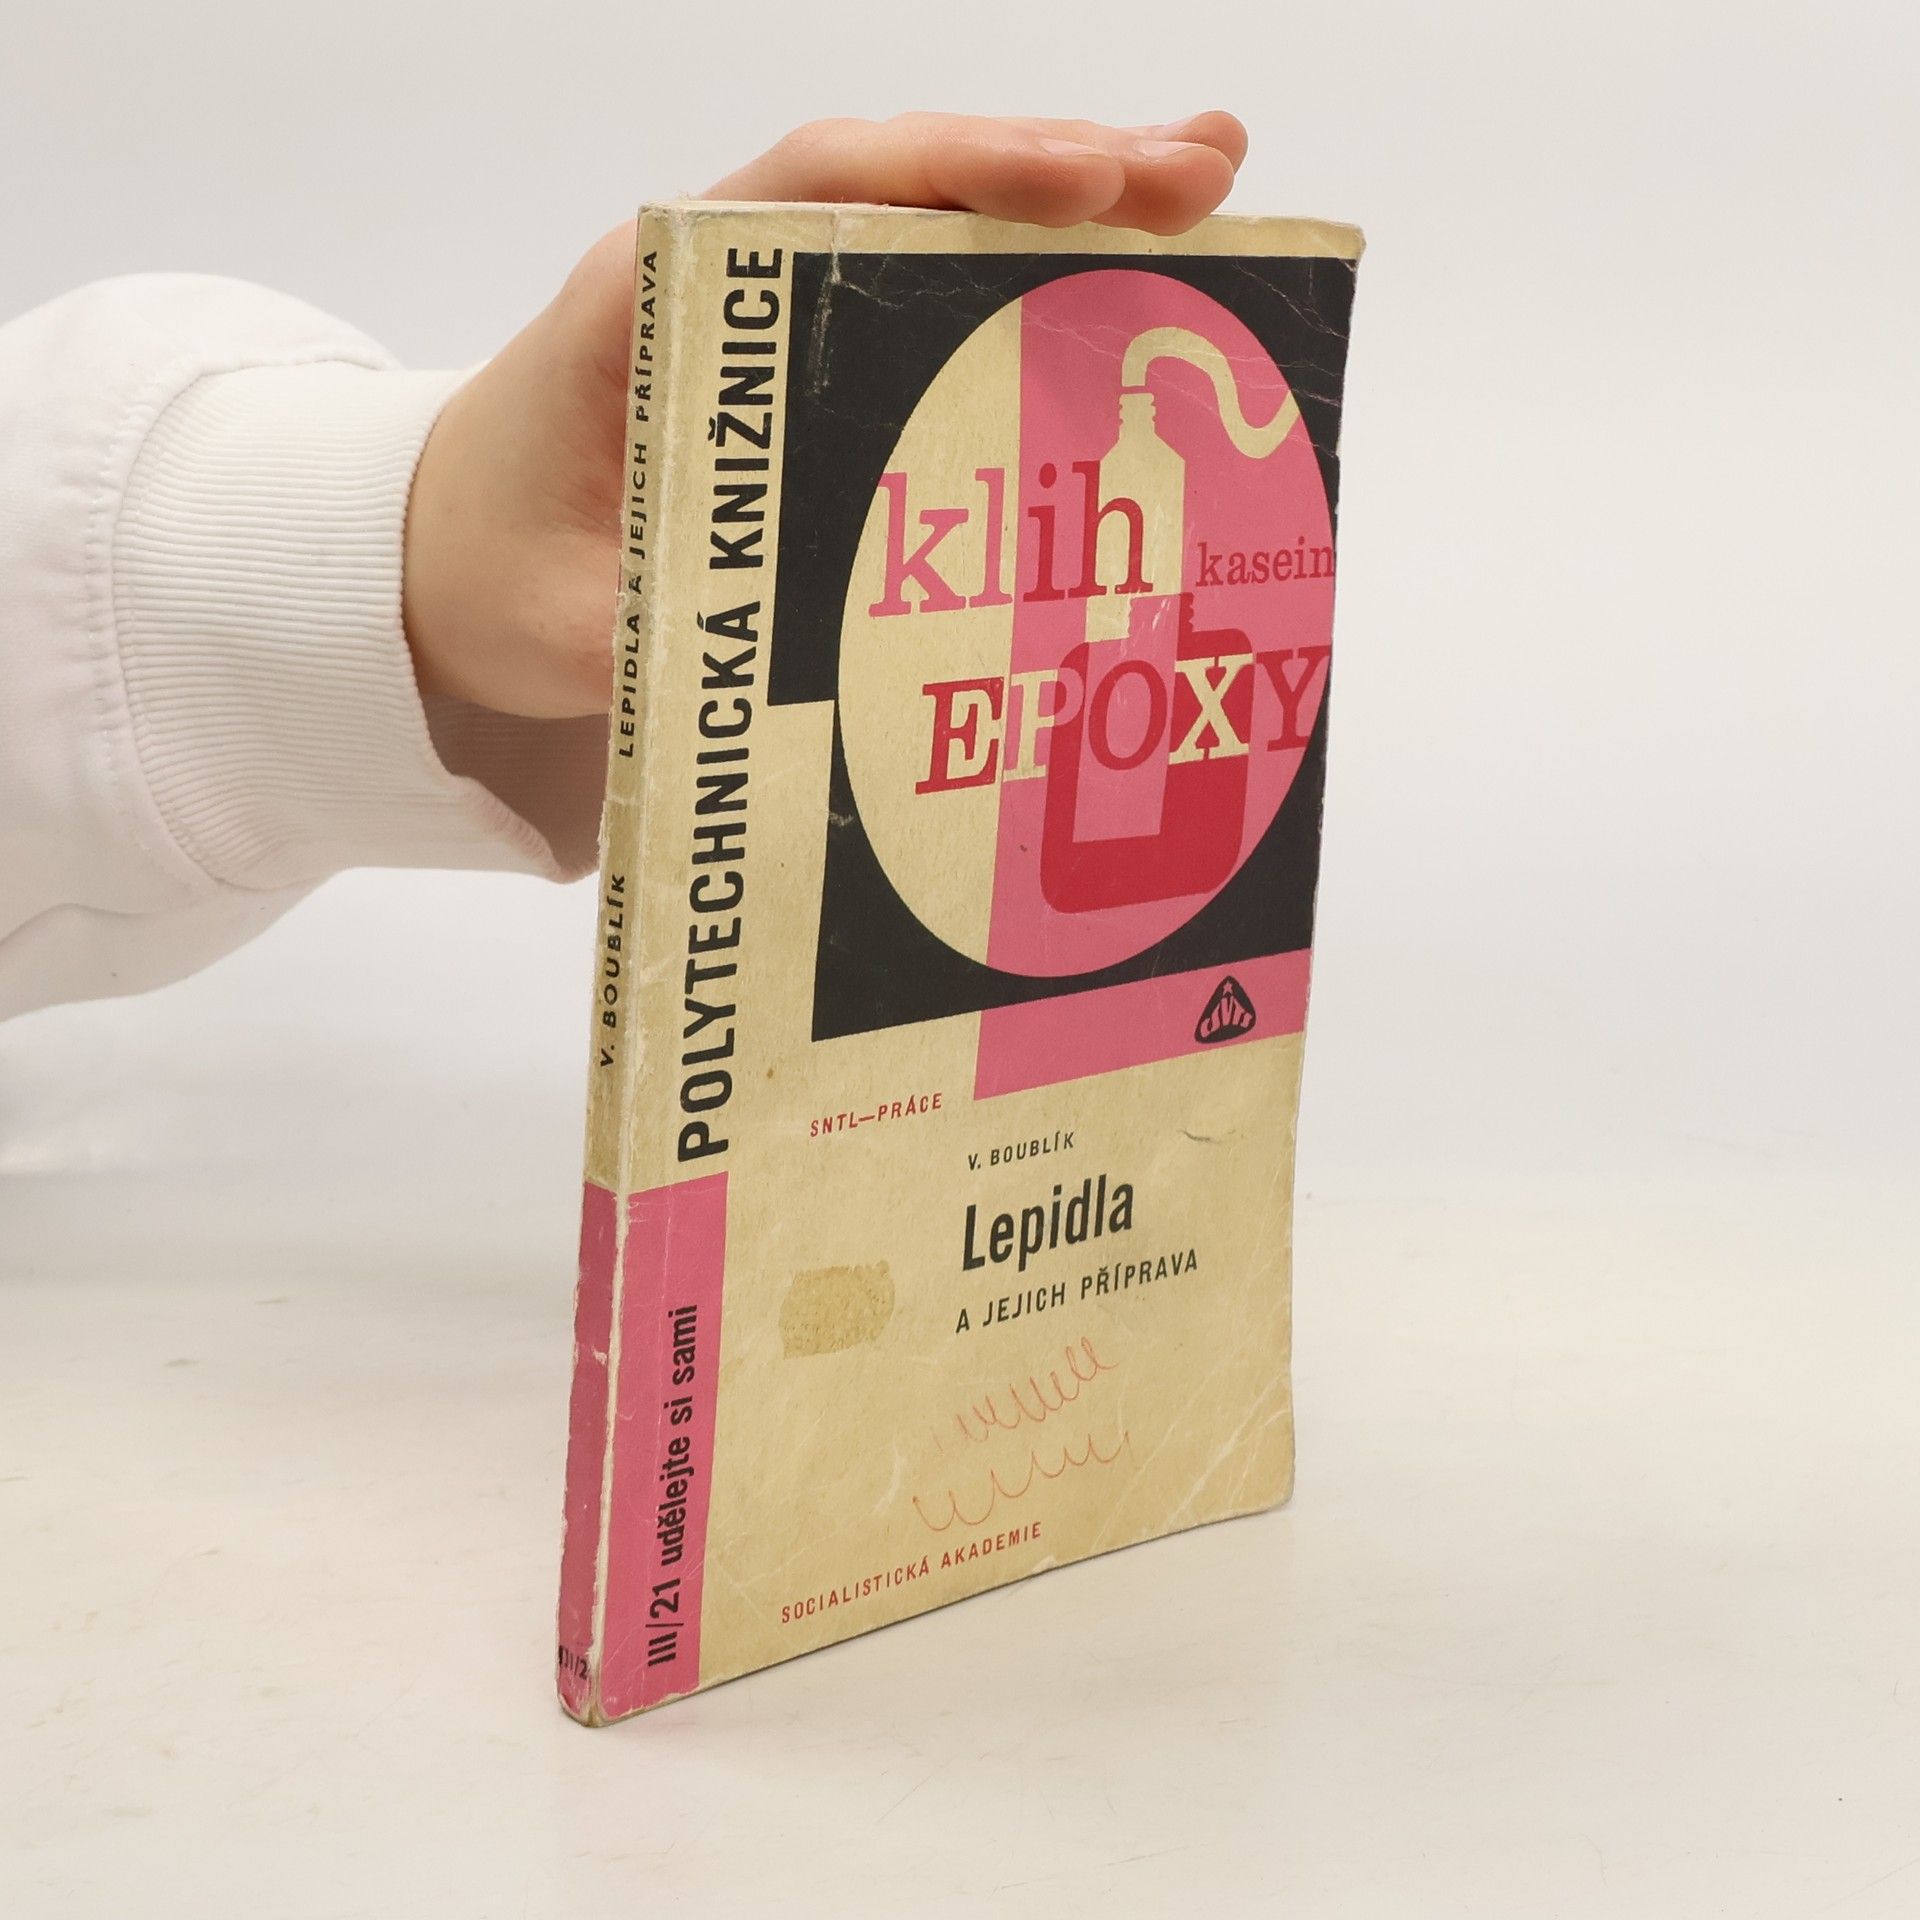 V. BOUBLÍK LEPIDLA A JEJICH PŘÍPRAVA
POLYTECHNICKÁ KNIŽNICE
III/21 udělejte si sami
klih
kasein
EPOXY
ČSVTS
SNTL—PRÁCE
V. BOUBLÍK
Lepidla
A JEJICH PŘÍPRAVA
SOCIALISTICKÁ AKADEMIE